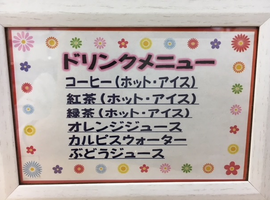 ドリンクメニュー
コーヒー(ホット・アイス)
紅茶(ホット・アイス)
緑茶(ホット・アイス)
オレンジジュース
カルピスウォーター
ぶどうジュース